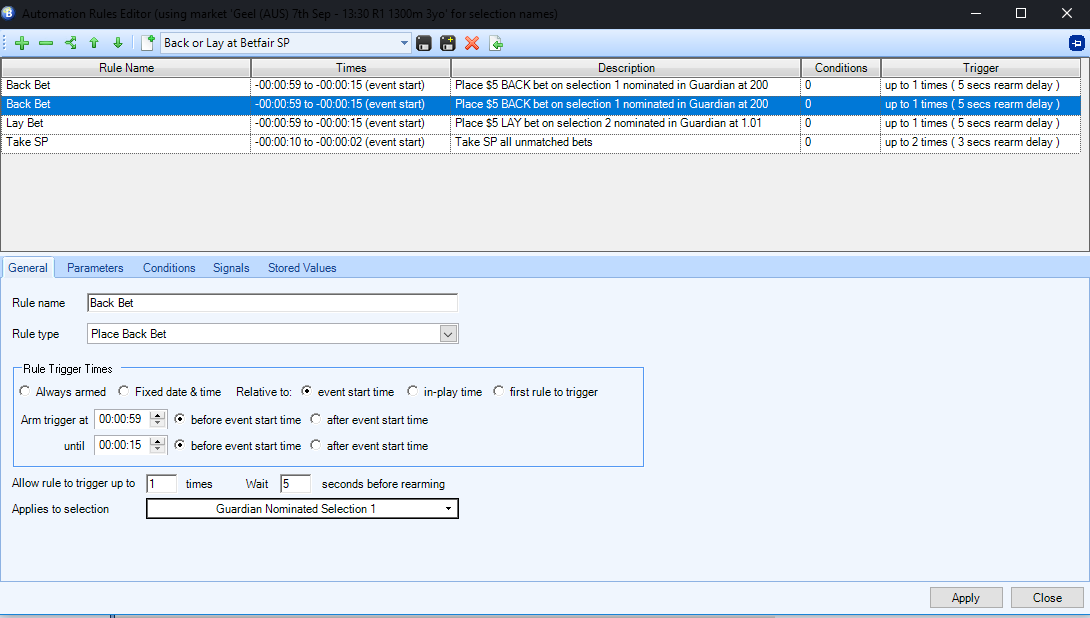 Automation Rules Editor (using market 'Geel (AUS) 7th Sep - 13:30 R1 1300m 3yo' for selection names)
Back or Lay at Betfair SP
Rule Name Times Description Conditions Trigger
Back Bet -00:00:59 to -00:00:15 (event start) Place $5 BACK bet on selection 1 nominated in Guardian at 200 0 up to 1 times ( 5 secs rearm delay )
Back Bet -00:00:59 to -00:00:15 (event start) Place $5 BACK bet on selection 1 nominated in Guardian at 200 0 up to 1 times ( 5 secs rearm delay )
Lay Bet -00:00:59 to -00:00:15 (event start) Place $5 LAY bet on selection 2 nominated in Guardian at 1.01 0 up to 1 times ( 5 secs rearm delay )
Take SP -00:00:10 to -00:00:02 (event start) Take SP all unmatched bets 0 up to 2 times ( 3 secs rearm delay )
General Parameters Conditions Signals Stored Values
Rule name Back Bet
Rule type Place Back Bet
Rule Trigger Times
Always armed Fixed date & time Relative to: event start time in-play time first rule to trigger
Arm trigger at 00:00:59 before event start time after event start time
until 00:00:15 before event start time after event start time
Allow rule to trigger up to 1 times Wait 5 seconds before rearming
Applies to selection Guardian Nominated Selection 1
Apply Close